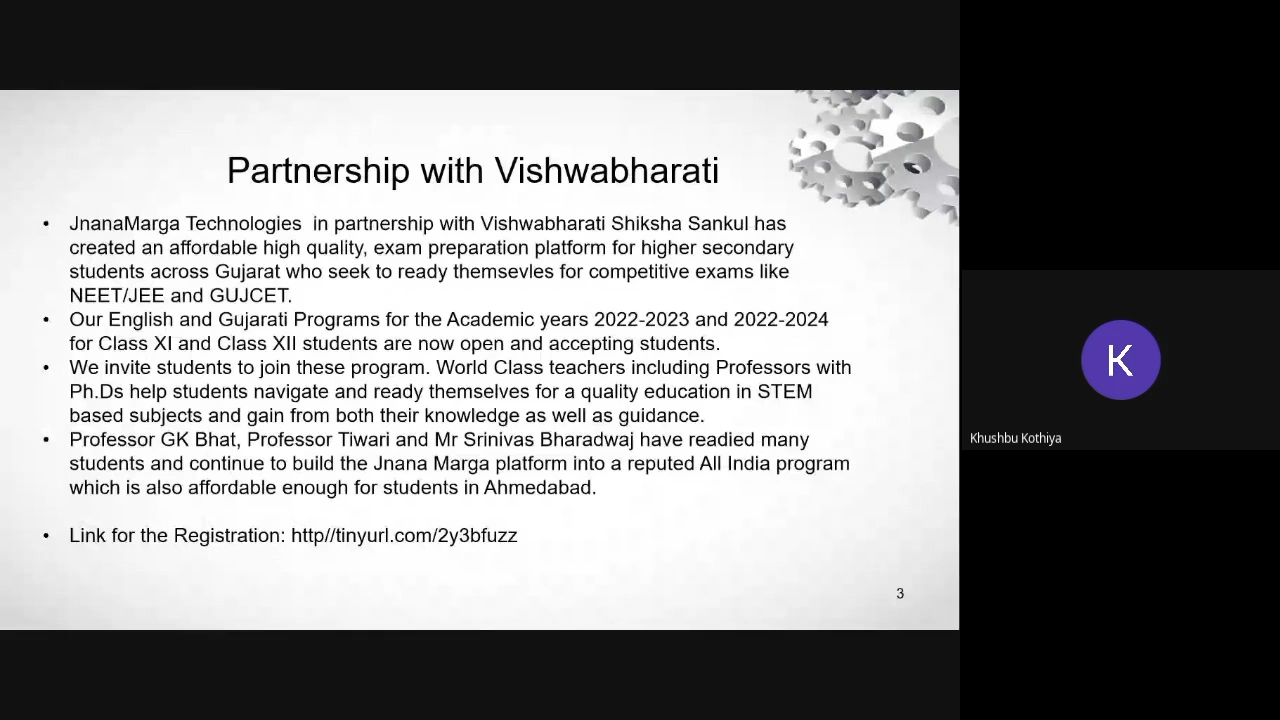 Partnership with Vishwabharati
• JnanaMarga Technologies  in partnership with Vishwabharati Shiksha Sankul has
created an affordable high quality, exam preparation platform for higher secondary
students across Gujarat who seek to ready themsevles for competitive exams like
NEET/JEE and GUJCET.
• Our English and Gujarati Programs for the Academic years 2022-2023 and 2022-2024
for Class XI and Class XII students are now open and accepting students.
• We invite students to join these program. World Class teachers including Professors with
Ph.Ds help students navigate and ready themselves for a quality education in STEM
based subjects and gain from both their knowledge as well as guidance.
• Professor GK Bhat, Professor Tiwari and Mr Srinivas Bharadwaj have readied many
students and continue to build the Jnana Marga platform into a reputed All India program
which is also affordable enough for students in Ahmedabad.
• Link for the Registration: http//tinyurl.com/2y3bfuzz
3
K
Khushbu Kothiya